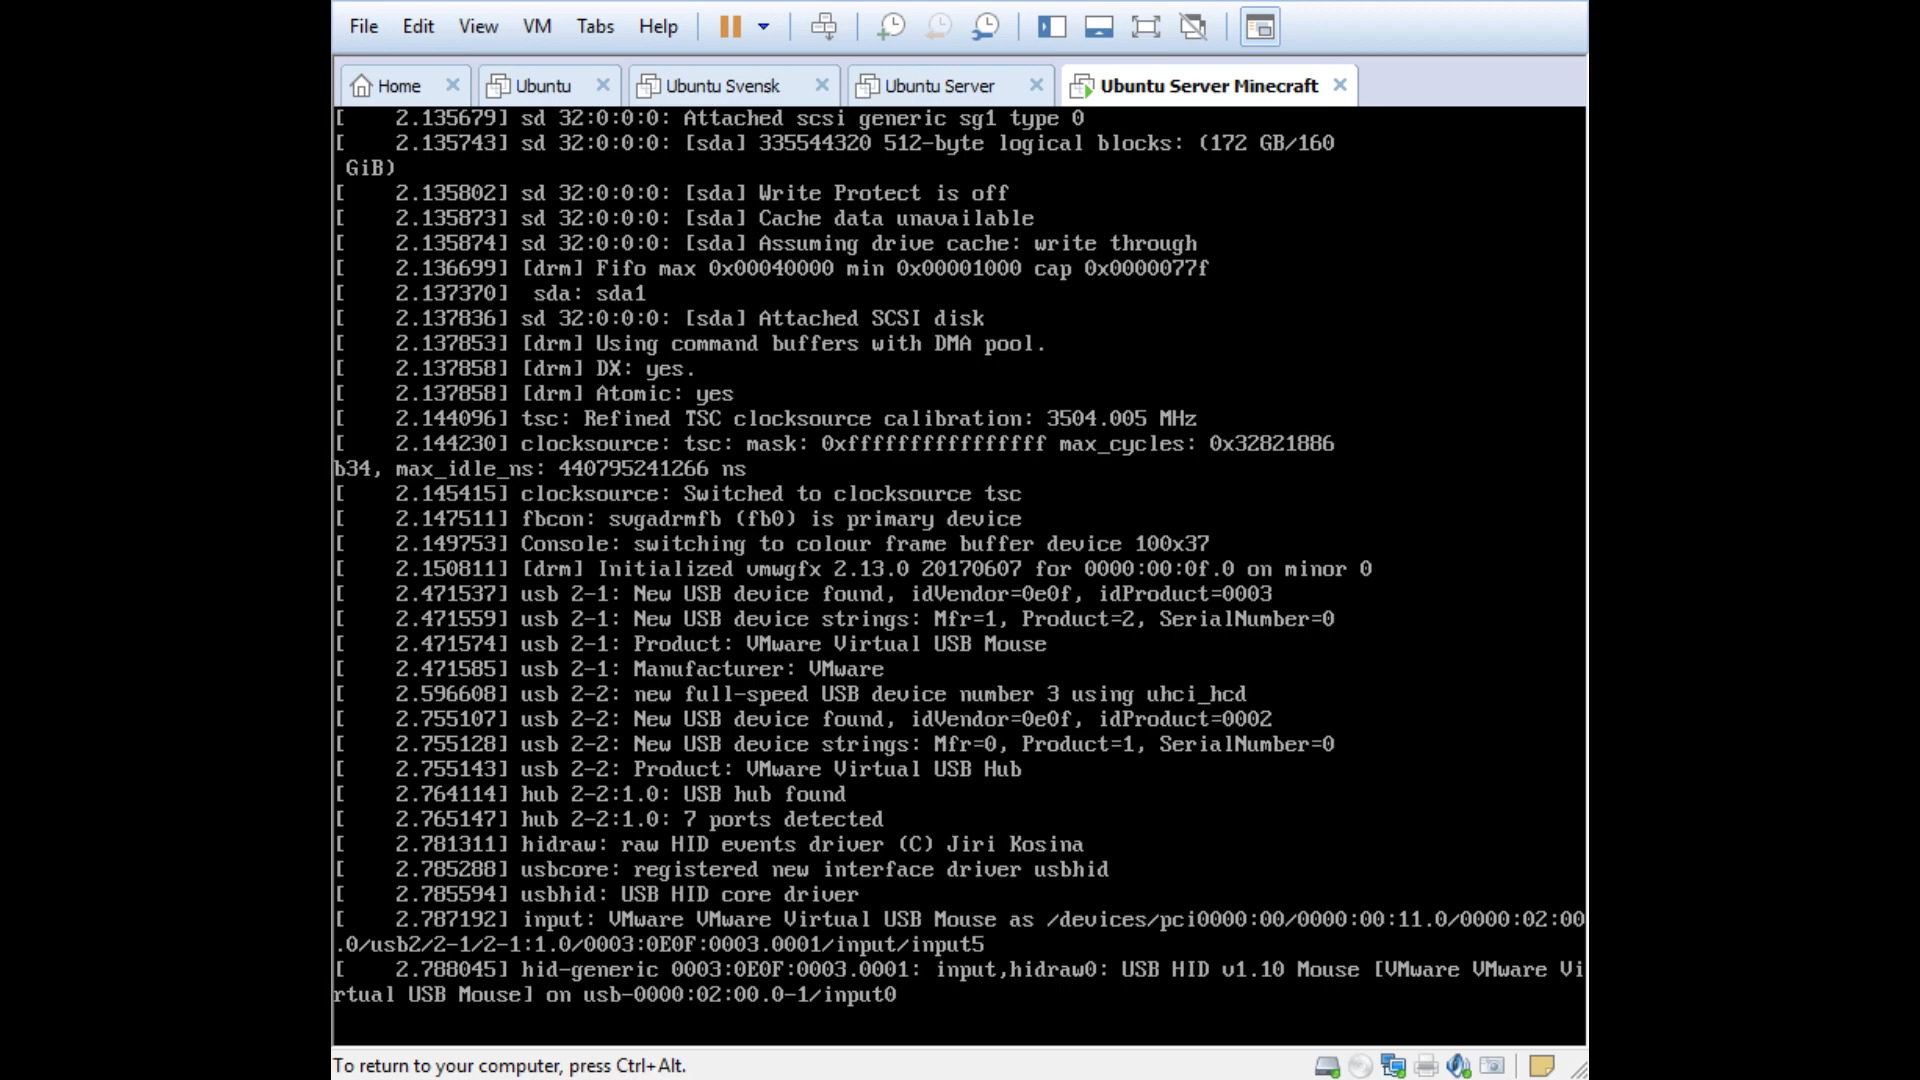 File Edit View VM Tabs Help
Home Ubuntu Ubuntu Svensk Ubuntu Server Ubuntu Server Minecraft
[    2.135679] sd 32:0:0:0: Attached scsi generic sg1 type 0
[    2.135743] sd 32:0:0:0: [sda] 335544320 512-byte logical blocks: (172 GB/160
 GiB)
[    2.135802] sd 32:0:0:0: [sda] Write Protect is off
[    2.135873] sd 32:0:0:0: [sda] Cache data unavailable
[    2.135874] sd 32:0:0:0: [sda] Assuming drive cache: write through
[    2.136699] [drm] Fifo max 0x00040000 min 0x00001000 cap 0x0000077f
[    2.137370]  sda: sda1
[    2.137836] sd 32:0:0:0: [sda] Attached SCSI disk
[    2.137853] [drm] Using command buffers with DMA pool.
[    2.137858] [drm] DX: yes.
[    2.137858] [drm] Atomic: yes
[    2.144096] tsc: Refined TSC clocksource calibration: 3504.005 MHz
[    2.144230] clocksource: tsc: mask: 0xffffffffffffffff max_cycles: 0x32821886
b34, max_idle_ns: 440795241266 ns
[    2.145415] clocksource: Switched to clocksource tsc
[    2.147511] fbcon: svgadrmfb (fb0) is primary device
[    2.149753] Console: switching to colour frame buffer device 100x37
[    2.150811] [drm] Initialized vmwgfx 2.13.0 20170607 for 0000:00:0f.0 on minor 0
[    2.471537] usb 2-1: New USB device found, idVendor=0e0f, idProduct=0003
[    2.471559] usb 2-1: New USB device strings: Mfr=1, Product=2, SerialNumber=0
[    2.471574] usb 2-1: Product: VMware Virtual USB Mouse
[    2.471585] usb 2-1: Manufacturer: VMware
[    2.596608] usb 2-2: new full-speed USB device number 3 using uhci_hcd
[    2.755107] usb 2-2: New USB device found, idVendor=0e0f, idProduct=0002
[    2.755128] usb 2-2: New USB device strings: Mfr=0, Product=1, SerialNumber=0
[    2.755143] usb 2-2: Product: VMware Virtual USB Hub
[    2.764114] hub 2-2:1.0: USB hub found
[    2.765147] hub 2-2:1.0: 7 ports detected
[    2.781311] hidraw: raw HID events driver (C) Jiri Kosina
[    2.785288] usbcore: registered new interface driver usbhid
[    2.785594] usbhid: USB HID core driver
[    2.787192] input: VMware VMware Virtual USB Mouse as /devices/pci0000:00/0000:00:11.0/0000:02:00
.0/usb2/2-1/2-1:1.0/0003:0E0F:0003.0001/input/input5
[    2.788045] hid-generic 0003:0E0F:0003.0001: input,hidraw0: USB HID v1.10 Mouse [VMware VMware Vi
rtual USB Mouse] on usb-0000:02:00.0-1/input0
To return to your computer, press Ctrl+Alt.